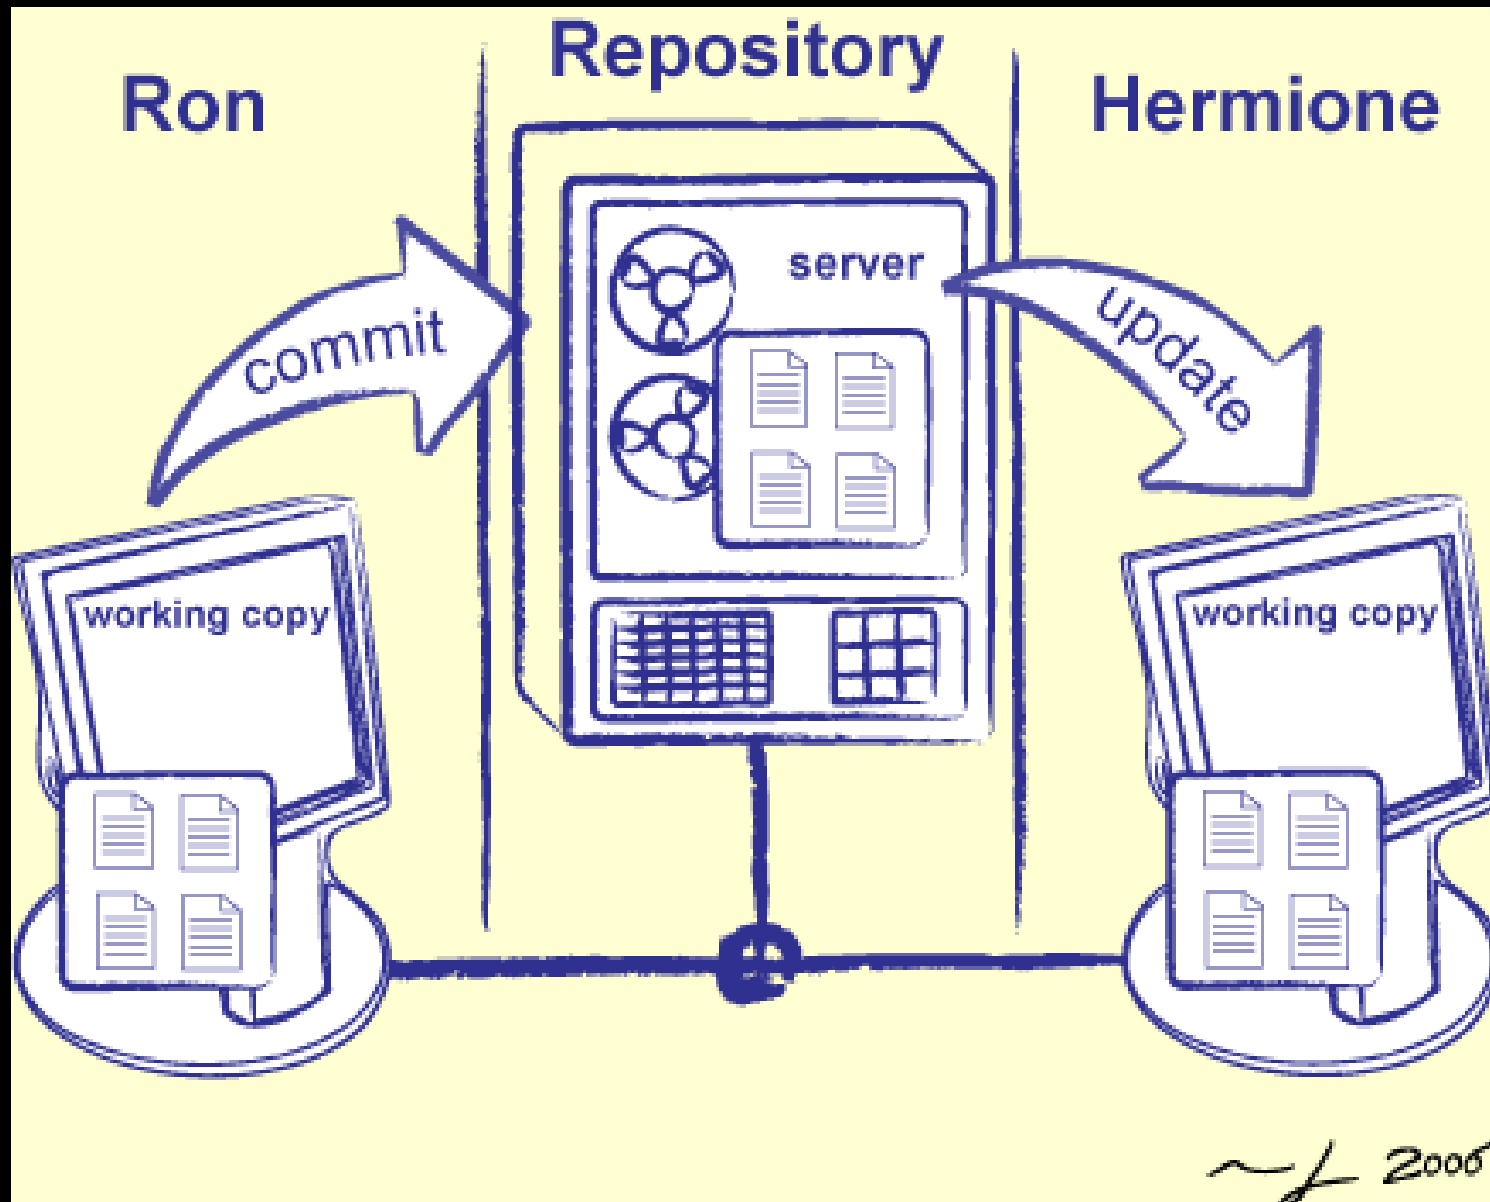 Ron
Repository
Hermione
commit
server
update
working copy
working copy
2006